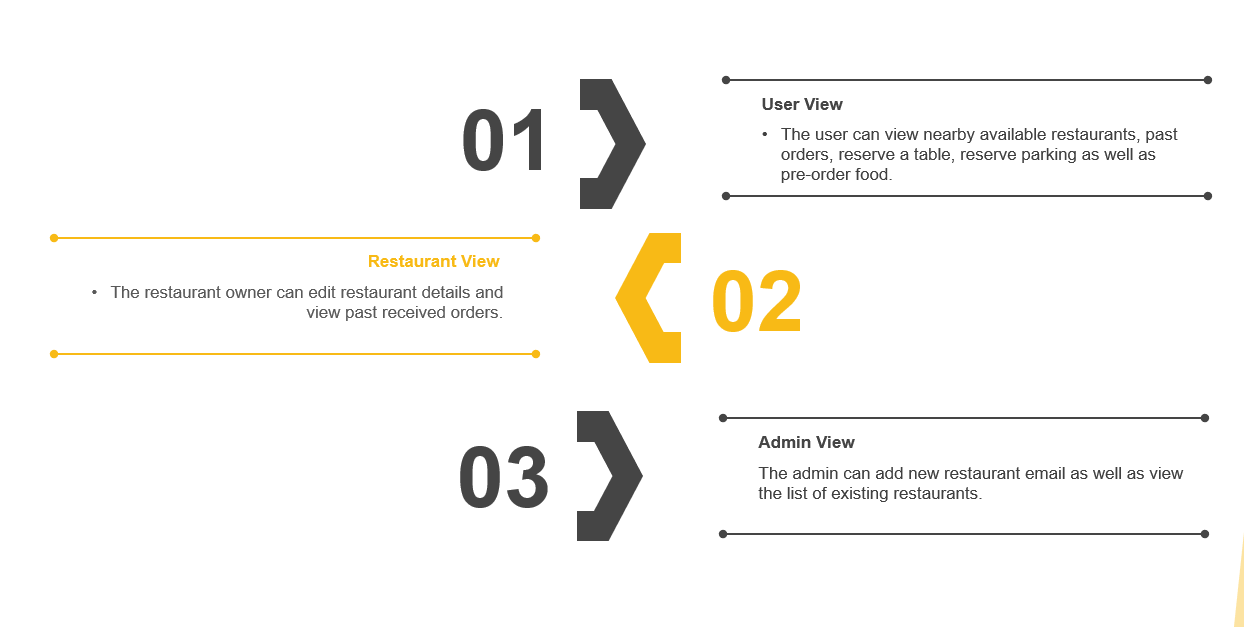 01
User View
• The user can view nearby available restaurants, past
orders, reserve a table, reserve parking as well as
pre-order food.
Restaurant View
• The restaurant owner can edit restaurant details and
view past received orders.
02
03
Admin View
The admin can add new restaurant email as well as view
the list of existing restaurants.